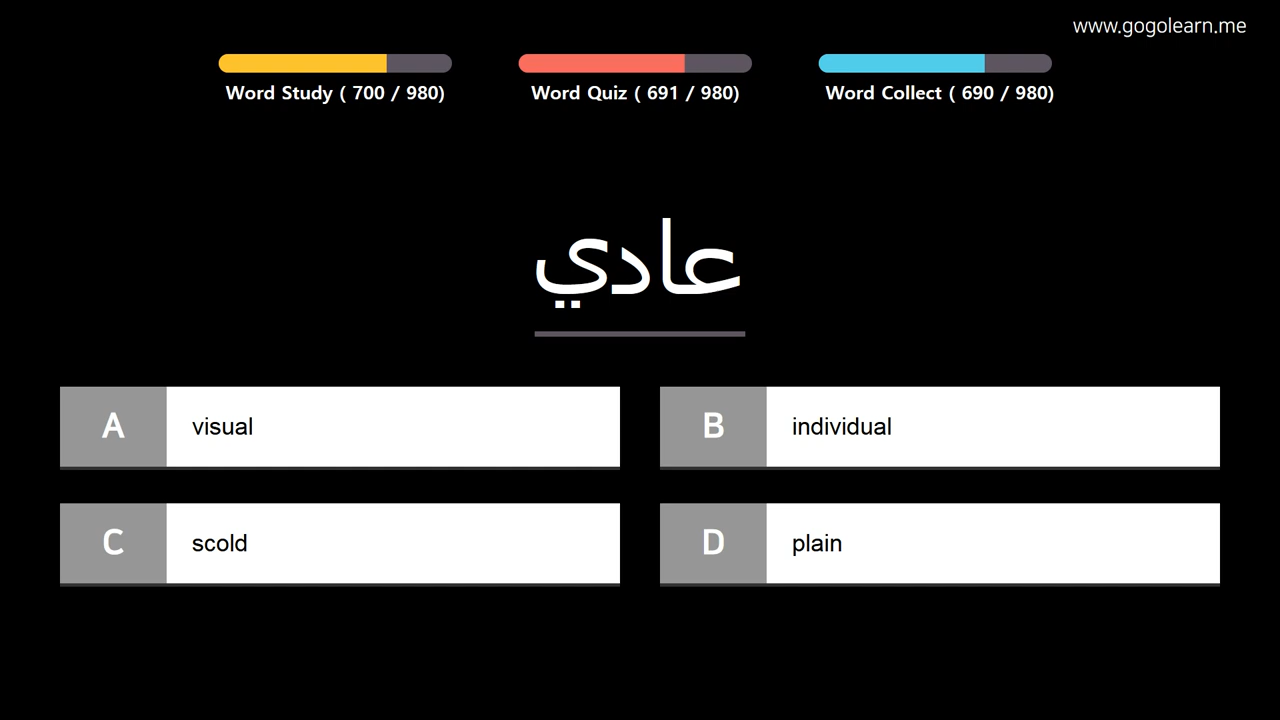 www.gogolearn.me
Word Study ( 700 / 980)
Word Quiz ( 691 / 980)
Word Collect ( 690 / 980)
عادي
A visual
B individual
C scold
D plain